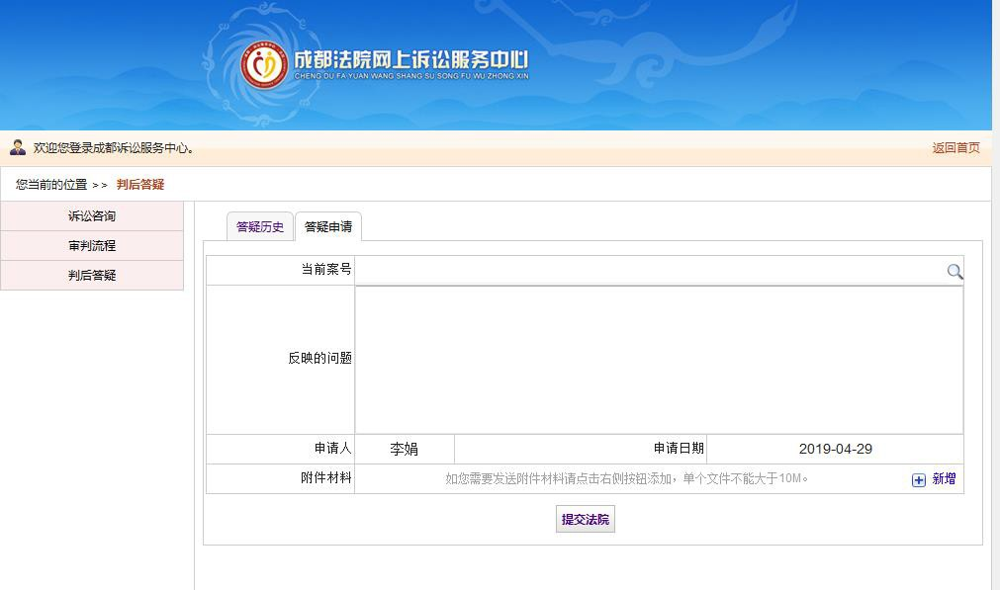 成都法院网上诉讼服务中心
CHENG DU FA YUAN WANG SHANG SU SONG FU WU ZHONG XIN
欢迎您登录成都诉讼服务中心。 返回首页
您当前的位置 >> 判后答疑
诉讼咨询
审判流程
判后答疑
答疑历史 答疑申请
当前案号
反映的问题
申请人 李娟 申请日期 2019-04-29
附件材料 如您需要发送附件材料请点击右侧按钮添加，单个文件不能大于10M。 新增
提交法院